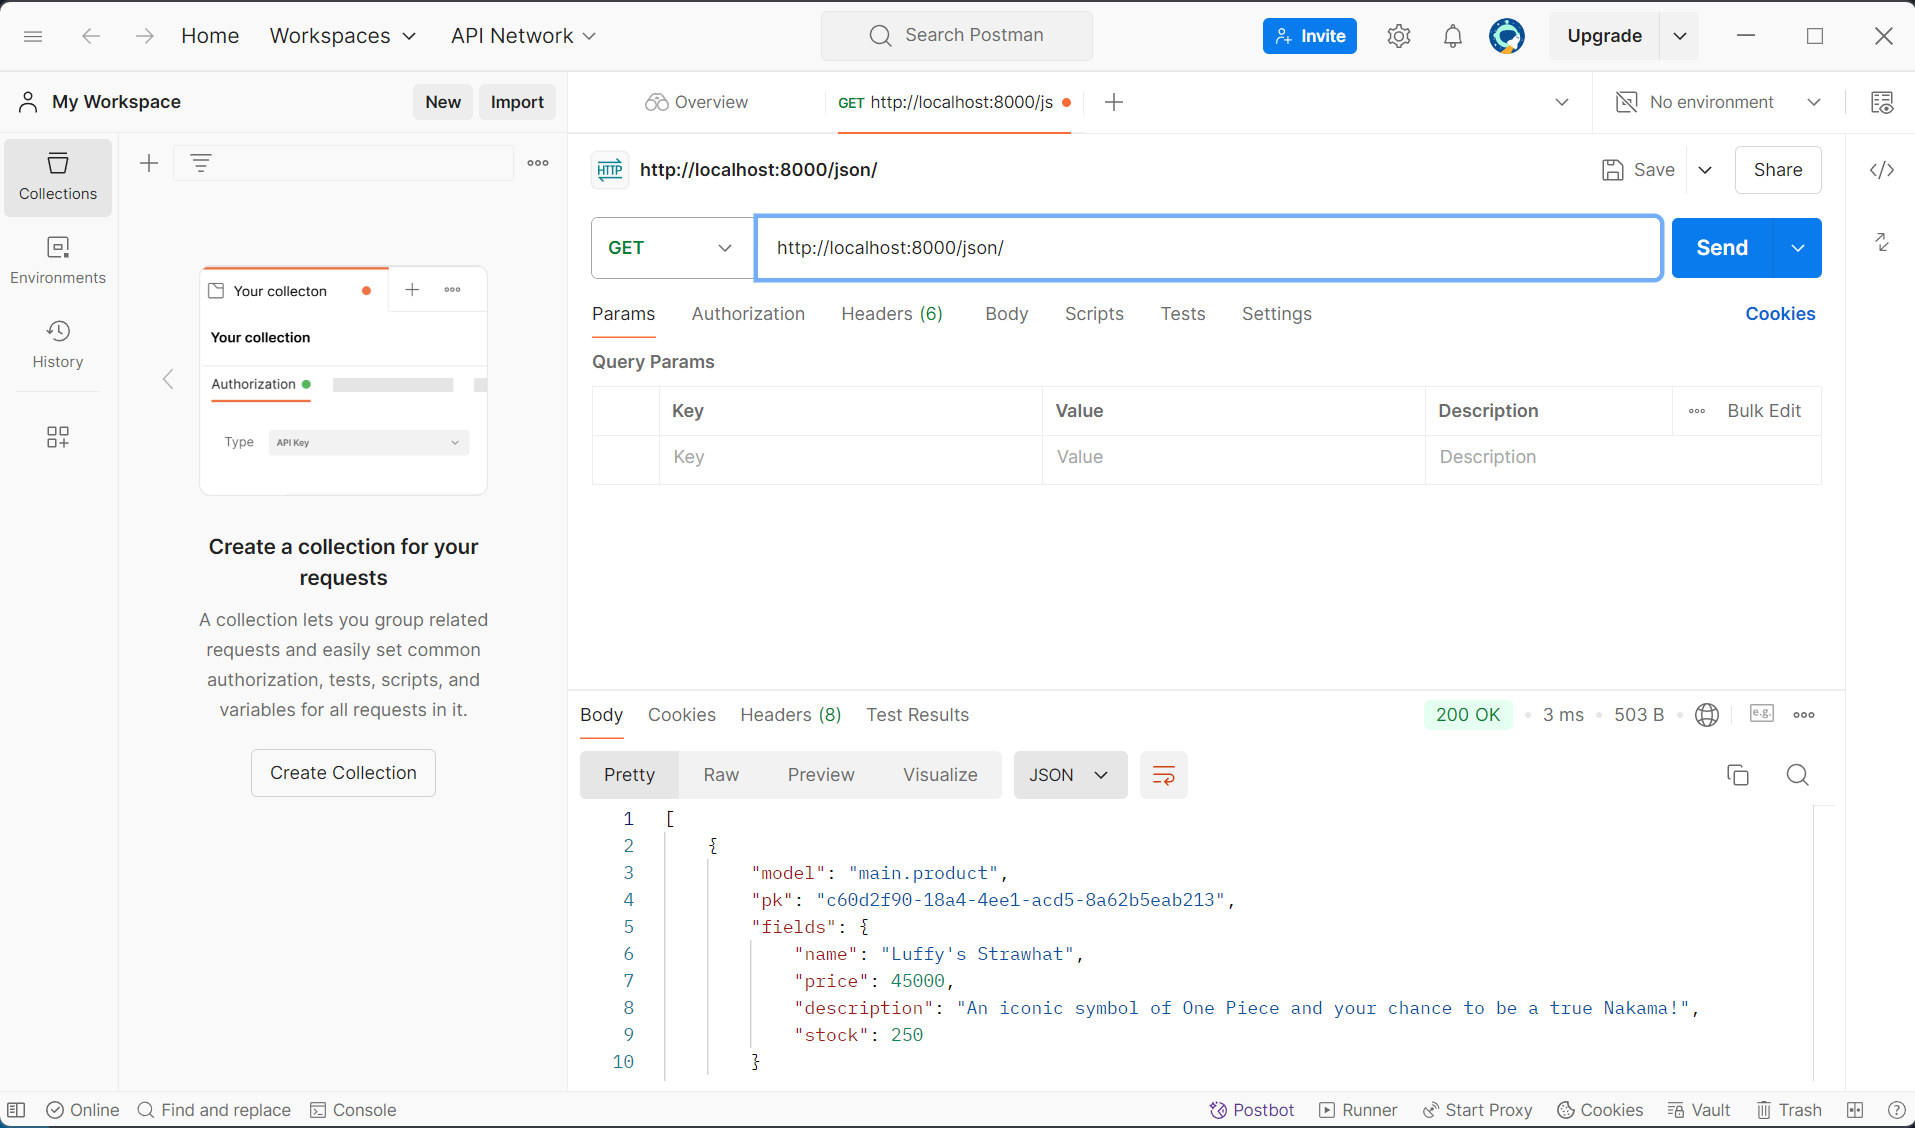 Home Workspaces API Network Search Postman Invite Upgrade
My Workspace New Import Overview GET http://localhost:8000/js No environment
Collections
Environments
History
Your collecton
Your collection
Authorization
Type API Key
Create a collection for your
requests
A collection lets you group related
requests and easily set common
authorization, tests, scripts, and
variables for all requests in it.
Create Collection
HTTP http://localhost:8000/json/ Save Share
GET http://localhost:8000/json/ Send
Params Authorization Headers (6) Body Scripts Tests Settings Cookies
Query Params
Key Value Description Bulk Edit
Key Value Description
Body Cookies Headers (8) Test Results 200 OK • 3 ms • 503 B • e.g.
Pretty Raw Preview Visualize JSON
1 [
2 {
3 "model": "main.product",
4 "pk": "c60d2f90-18a4-4ee1-acd5-8a62b5eab213",
5 "fields": {
6 "name": "Luffy's Strawhat",
7 "price": 45000,
8 "description": "An iconic symbol of One Piece and your chance to be a true Nakama!",
9 "stock": 250
10 }
Online Find and replace Console Postbot Runner Start Proxy Cookies Vault Trash